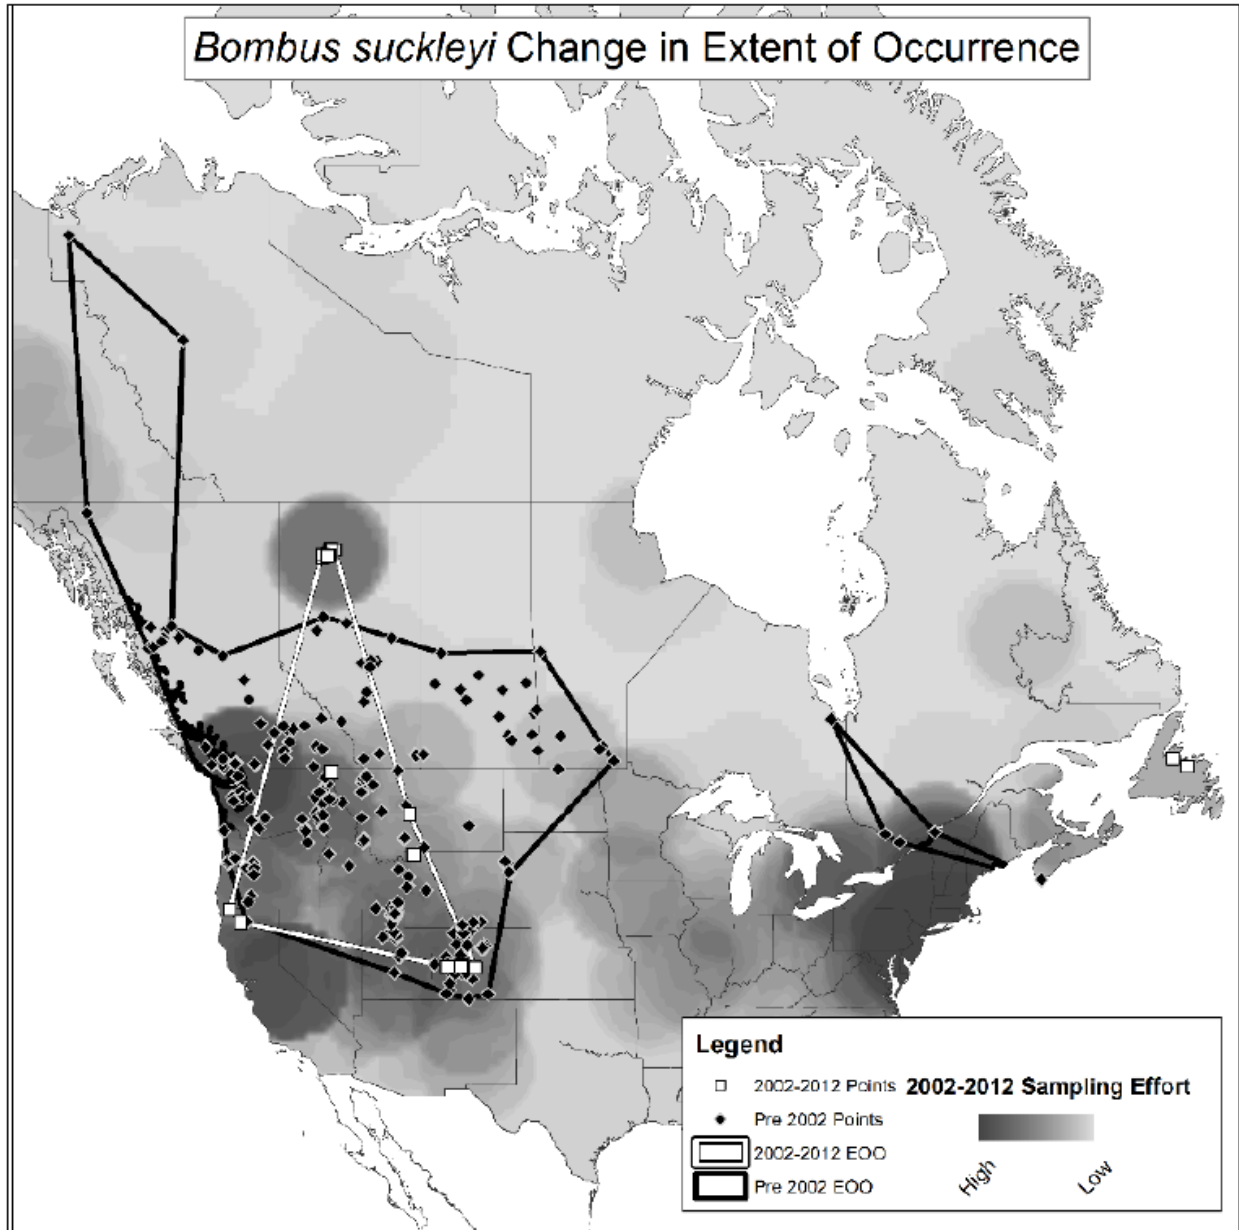 Bombus suckleyi Change in Extent of Occurrence
Legend
2002-2012 Points
2002-2012 Sampling Effort
Pre 2002 Points
2002-2012 EOO
Pre 2002 EOO
High
Low